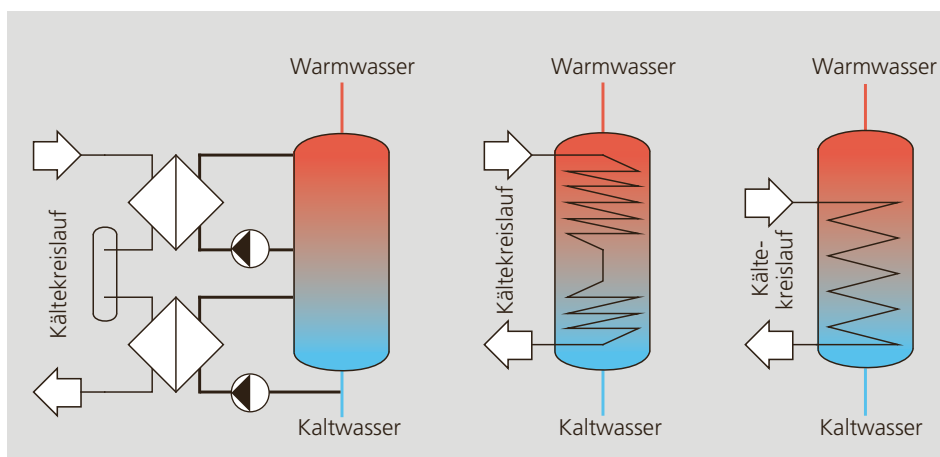 Warmwasser
Warmwasser
Warmwasser
Kältekreislauf
Kältekreislauf
Kälte-
kreislauf
Kaltwasser
Kaltwasser
Kaltwasser